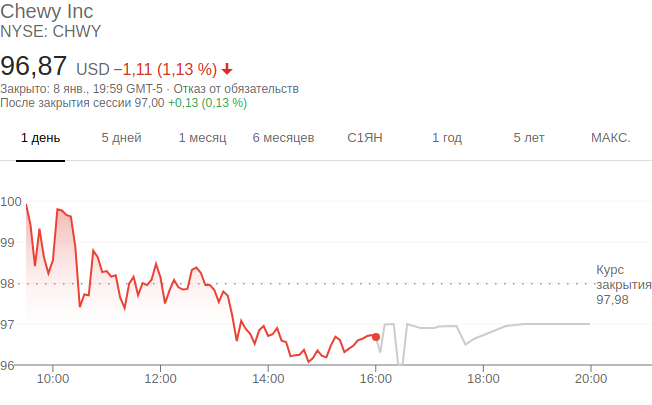 Chewy Inc
NYSE: CHWY
96,87 USD −1,11 (1,13 %)
Закрыто: 8 янв., 19:59 GMT-5 · Отказ от обязательств
После закрытия сессии 97,00 +0,13 (0,13 %)
1 день 5 дней 1 месяц 6 месяцев С1ЯН 1 год 5 лет МАКС.
100
99
98
97
96
Курс
закрытия
97,98
10:00 12:00 14:00 16:00 18:00 20:00